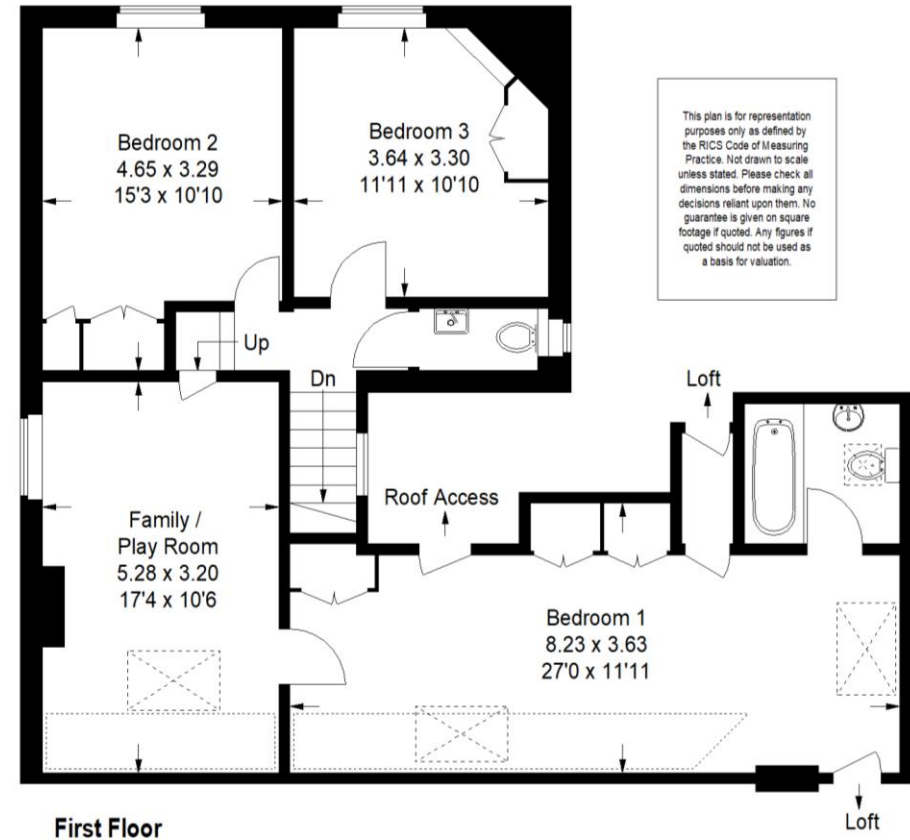 Bedroom 2
4.65 x 3.29
15'3 x 10'10
Bedroom 3
3.64 x 3.30
11'11 x 10'10
This plan is for representation
purposes only as defined by
the RICS Code of Measuring
Practice. Not drawn to scale
unless stated. Please check all
dimensions before making any
decisions reliant upon them. No
guarantee is given on square
footage if quoted. Any figures if
quoted should not be used as
a basis for valuation.
Up
Dn
Loft
Roof Access
Family /
Play Room
5.28 x 3.20
17'4 x 10'6
Bedroom 1
8.23 x 3.63
27'0 x 11'11
Loft
First Floor